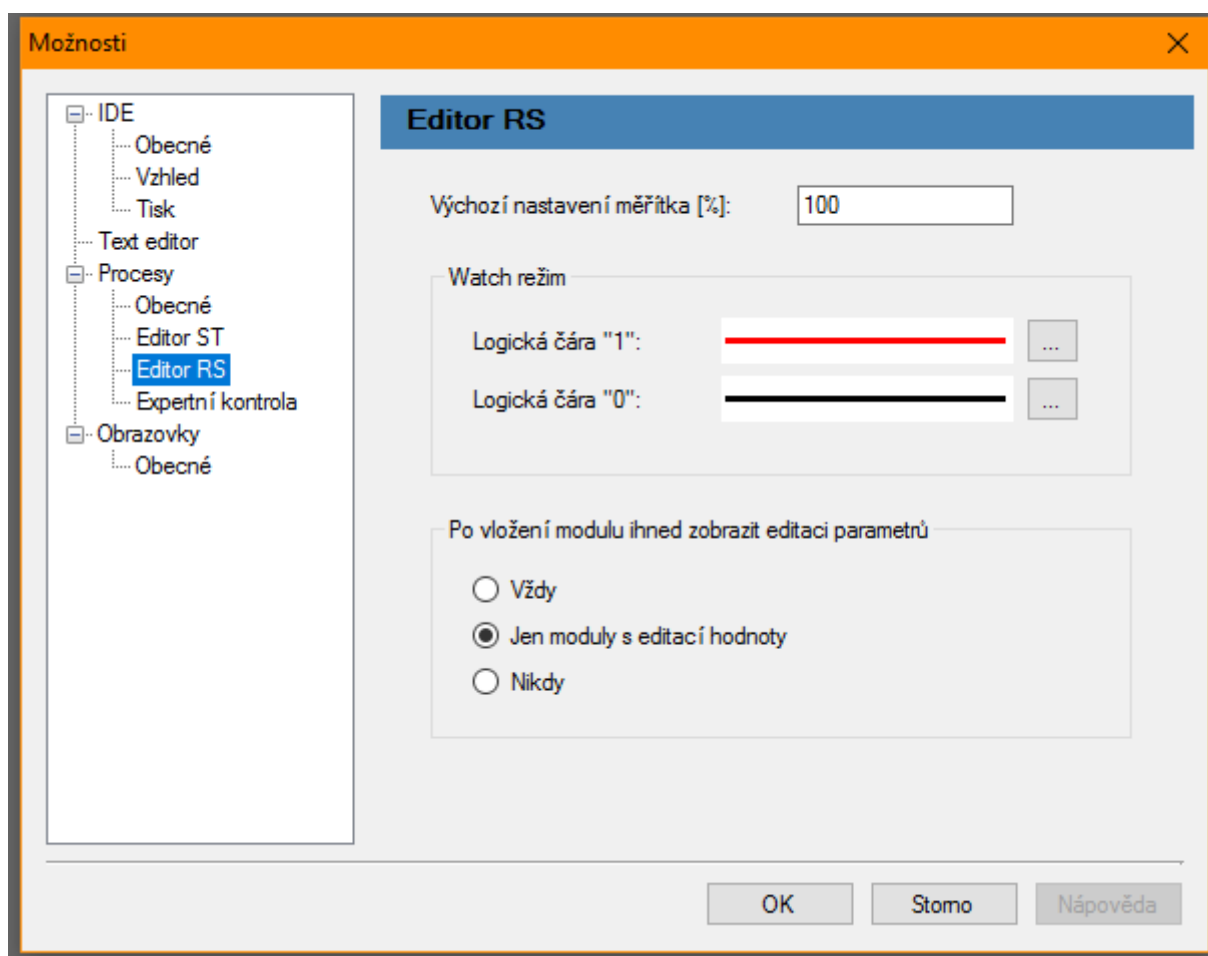 Možnosti
IDE
Obecné
Vzhled
Tisk
Text editor
Procesy
Obecné
Editor ST
Editor RS
Expertní kontrola
Obrazovky
Obecné
Editor RS
Výchozí nastavení měřítka [%]: 100
Watch režim
Logická čára "1": ...
Logická čára "0": ...
Po vložení modulu ihned zobrazit editaci parametrů
Vždy
Jen moduly s editací hodnoty
Nikdy
OK Storno Nápověda